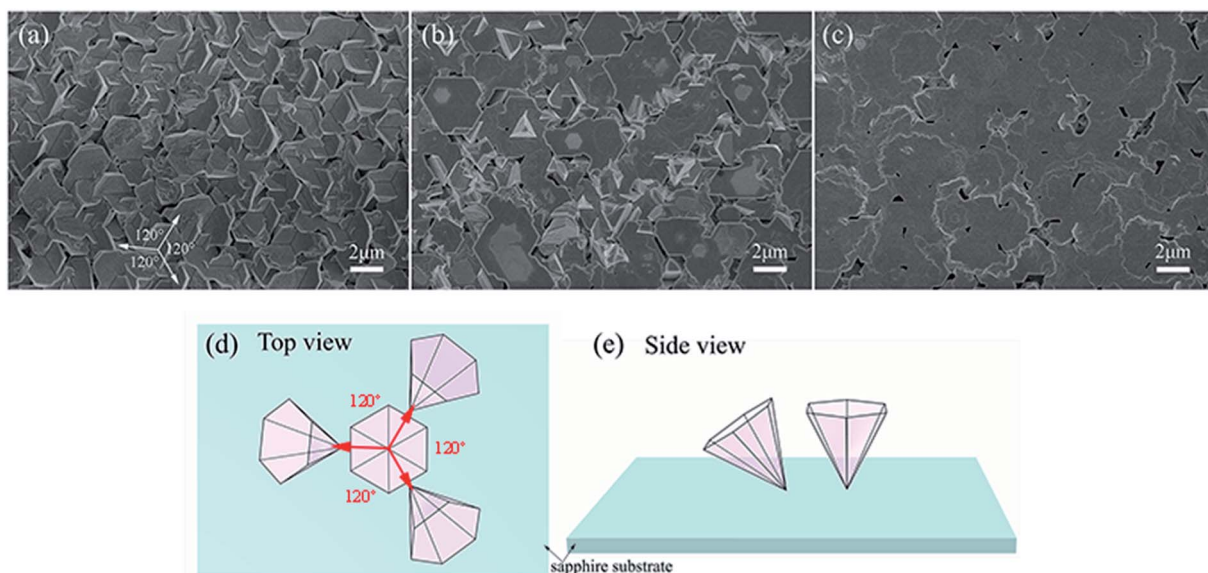 (a)
120°
120°
120°
2μm
(b)
2μm
(c)
2μm
(d) Top view
120°
120°
120°
(e) Side view
sapphire substrate